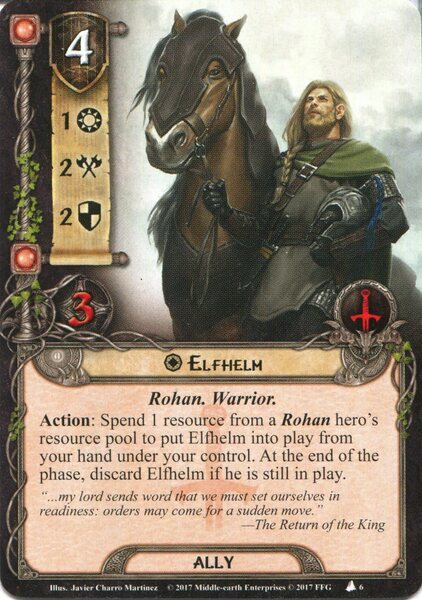 4
1
2
2
3
ELFHELM
Rohan. Warrior.
Action: Spend 1 resource from a Rohan hero's
resource pool to put Elfhelm into play from
your hand under your control. At the end of the
phase, discard Elfhelm if he is still in play.
"...my lord sends word that we must set ourselves in
readiness: orders may come for a sudden move."
—The Return of the King
ALLY
Illus. Javier Charro Martínez © 2017 Middle-earth Enterprises © 2017 FFG 6